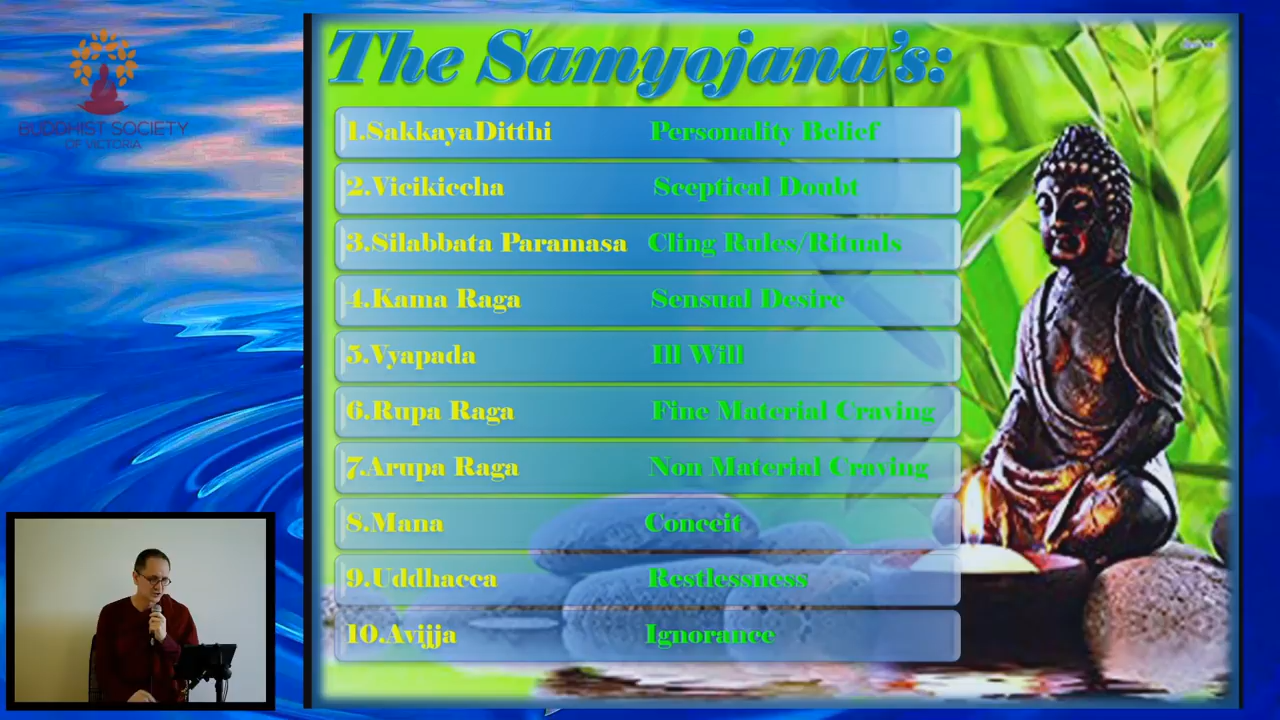 BUDDHIST SOCIETY
OF VICTORIA
The Samyojana's:
1.SakkayaDitthi Personality Belief
2.Vicikiccha Sceptical Doubt
3.Silabbata Paramasa Cling Rules/Rituals
4.Kama Raga Sensual Desire
5.Vyapada Ill Will
6.Rupa Raga Fine Material Craving
7.Arupa Raga Non Material Craving
8.Mana Conceit
9.Uddhacca Restlessness
10.Avijja Ignorance